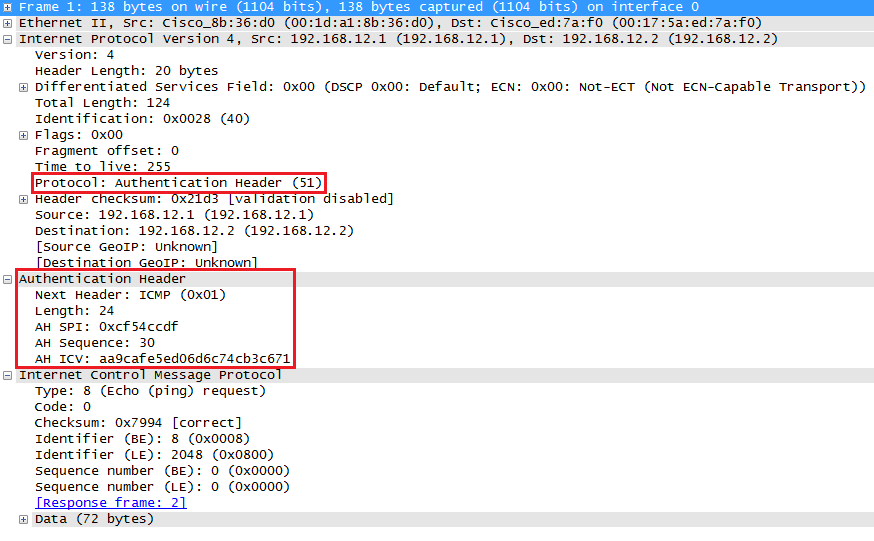 Frame 1: 138 bytes on wire (1104 bits), 138 bytes captured (1104 bits) on interface 0
Ethernet II, Src: Cisco_8b:36:d0 (00:1d:a1:8b:36:d0), Dst: Cisco_ed:7a:f0 (00:17:5a:ed:7a:f0)
Internet Protocol Version 4, Src: 192.168.12.1 (192.168.12.1), Dst: 192.168.12.2 (192.168.12.2)
Version: 4
Header Length: 20 bytes
Differentiated Services Field: 0x00 (DSCP 0x00: Default; ECN: 0x00: Not-ECT (Not ECN-Capable Transport))
Total Length: 124
Identification: 0x0028 (40)
Flags: 0x00
Fragment offset: 0
Time to live: 255
Protocol: Authentication Header (51)
Header checksum: 0x21d3 [validation disabled]
Source: 192.168.12.1 (192.168.12.1)
Destination: 192.168.12.2 (192.168.12.2)
[Source GeoIP: Unknown]
[Destination GeoIP: Unknown]
Authentication Header
Next Header: ICMP (0x01)
Length: 24
AH SPI: 0xcf54ccdf
AH Sequence: 30
AH ICV: aa9cafe5ed06d6c74cb3c671
Internet Control Message Protocol
Type: 8 (Echo (ping) request)
Code: 0
Checksum: 0x7994 [correct]
Identifier (BE): 8 (0x0008)
Identifier (LE): 2048 (0x0800)
Sequence number (BE): 0 (0x0000)
Sequence number (LE): 0 (0x0000)
[Response frame: 2]
Data (72 bytes)